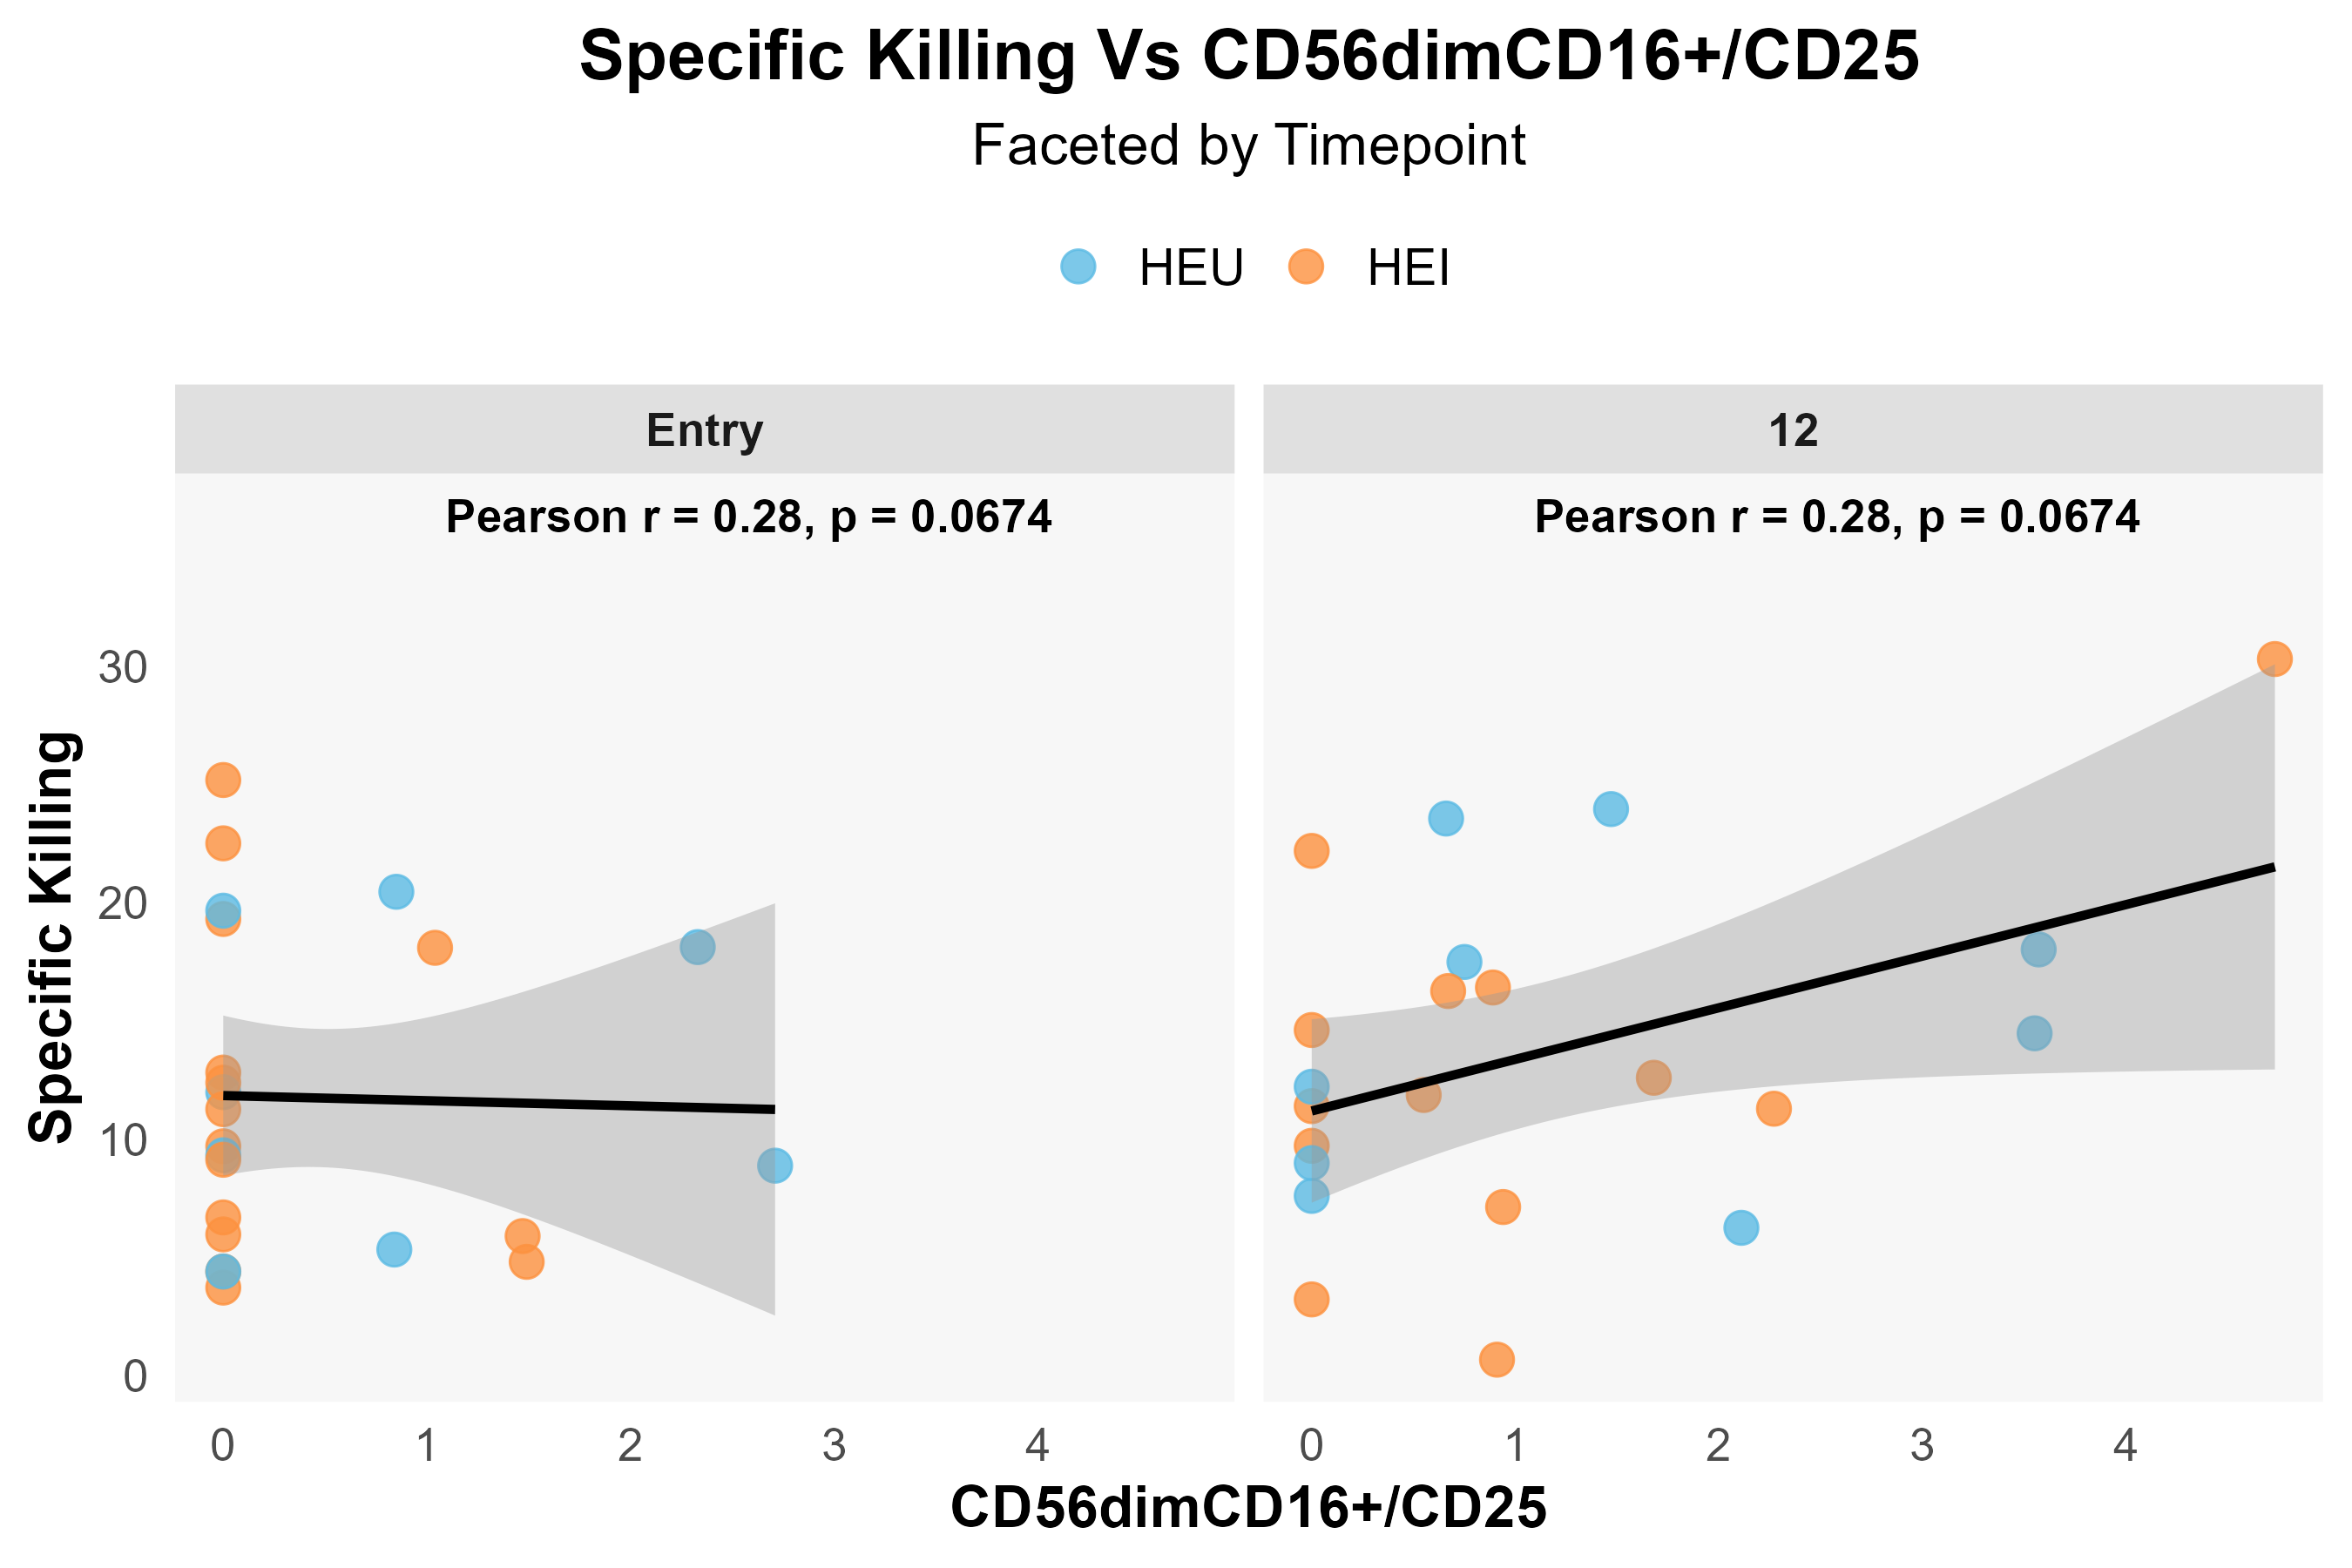 Specific Killing Vs CD56dimCD16+/CD25
Faceted by Timepoint
HEU HEI
Entry 12
Pearson r = 0.28, p = 0.0674 Pearson r = 0.28, p = 0.0674
Specific Killing
30
20
10
0
0 1 2 3 4 0 1 2 3 4
CD56dimCD16+/CD25